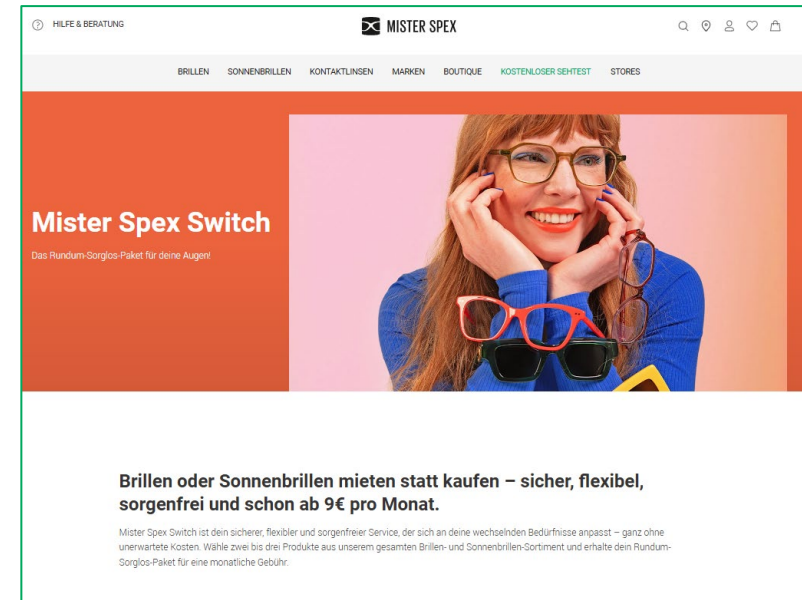 HILFE & BERATUNG
MISTER SPEX
BRILLEN SONNENBRILLEN KONTAKTLINSEN MARKEN BOUTIQUE KOSTENLOSER SEHTEST STORES
Mister Spex Switch
Das Rundum-Sorglos-Paket für deine Augen!
Brillen oder Sonnenbrillen mieten statt kaufen – sicher, flexibel,
sorgenfrei und schon ab 9€ pro Monat.
Mister Spex Switch ist dein sicherer, flexibler und sorgenfreier Service, der sich an deine wechselnden Bedürfnisse anpasst – ganz ohne
unerwartete Kosten. Wähle zwei bis drei Produkte aus unserem gesamten Brillen- und Sonnenbrillen-Sortiment und erhalte dein Rundum-
Sorglos-Paket für eine monatliche Gebühr.